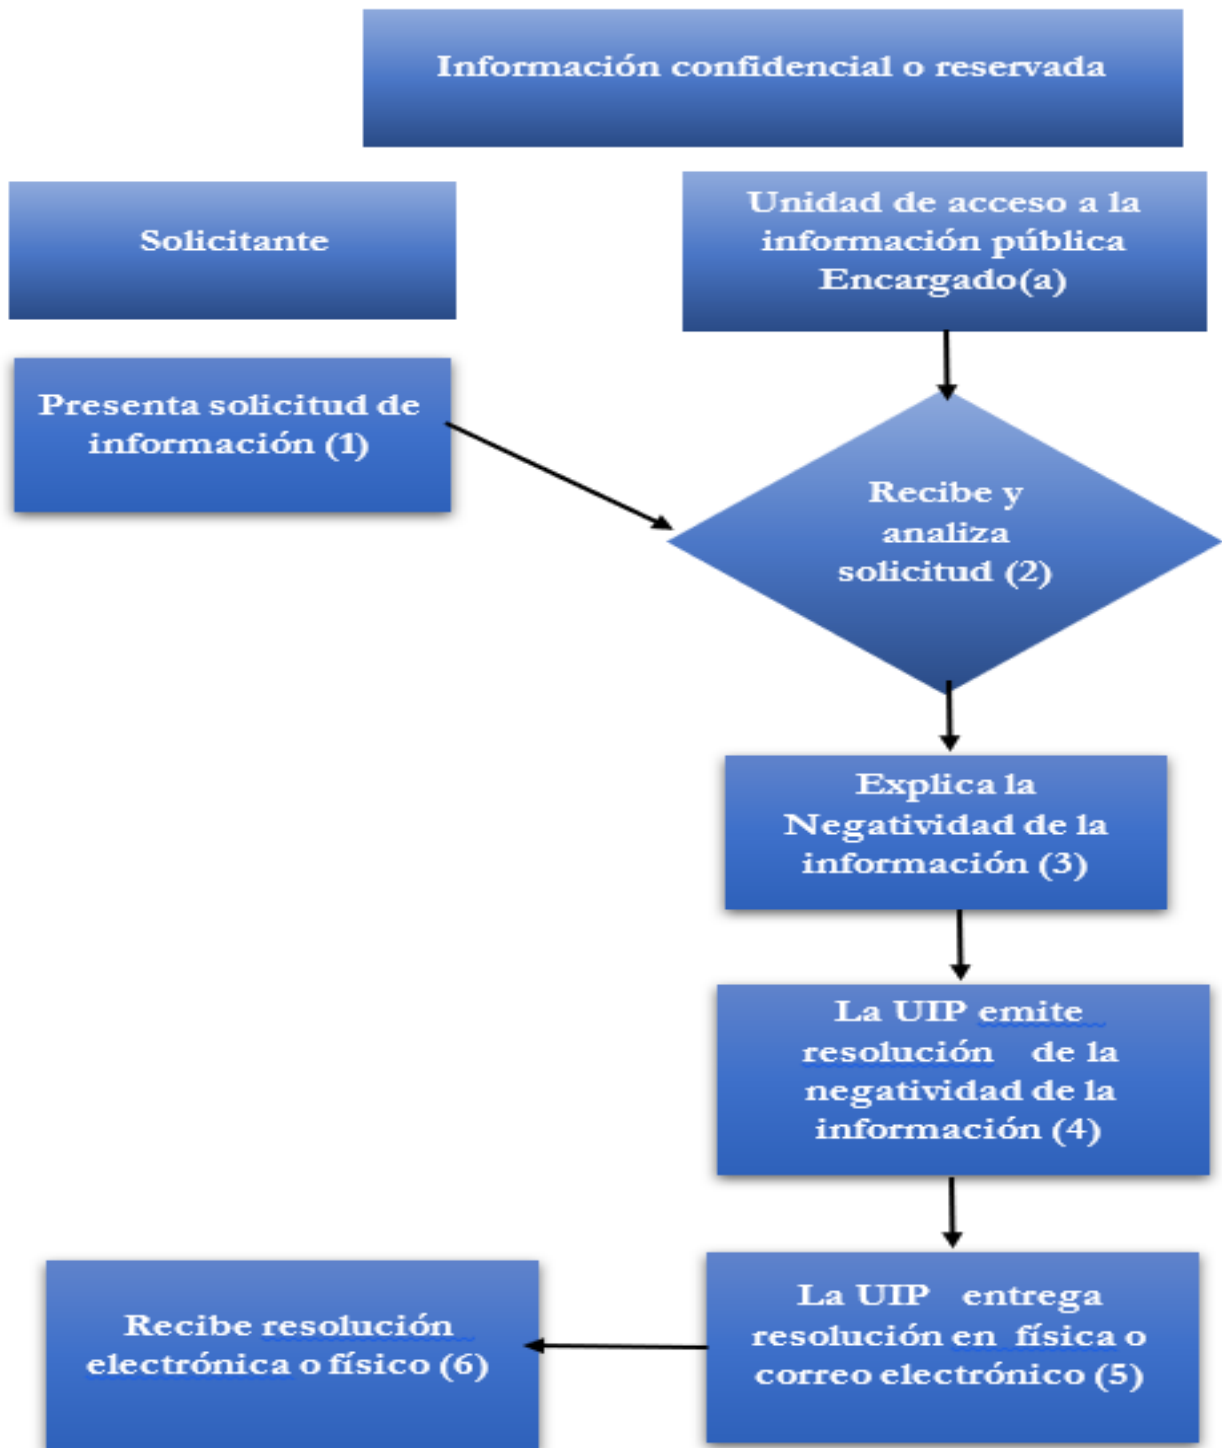 Información confidencial o reservada
Solicitante
Unidad de acceso a la
información pública
Encargado(a)
Presenta solicitud de
información (1)
Recibe y
analiza
solicitud (2)
Explica la
Negatividad de la
información (3)
La UIP emite
resolución de la
negatividad de la
información (4)
La UIP entrega
resolución en física o
correo electrónico (5)
Recibe resolución
electrónica o físico (6)